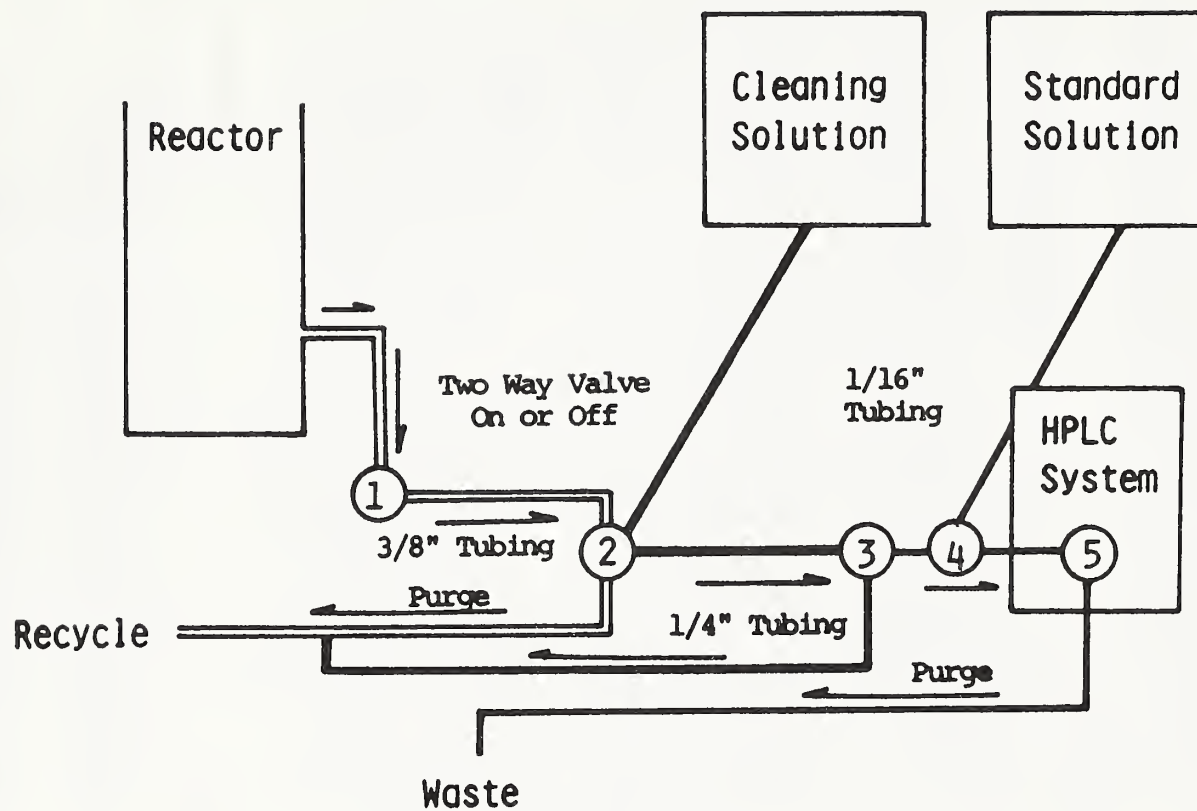 Reactor
Cleaning
Solution
Standard
Solution
Two Way Valve
On or Off
1/16"
Tubing
HPLC
System
1
3/8" Tubing
2
3
4
5
Purge
Recycle
1/4" Tubing
Purge
Waste